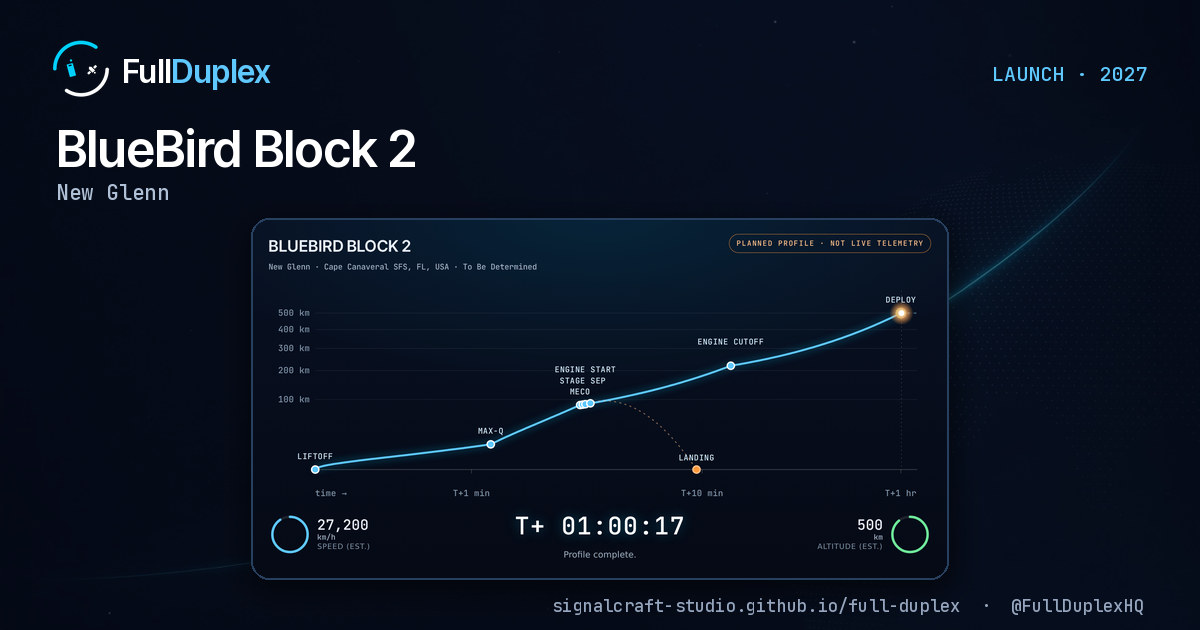 FullDuplex
LAUNCH · 2027
BlueBird Block 2
New Glenn
BLUEBIRD BLOCK 2
PLANNED PROFILE · NOT LIVE TELEMETRY
New Glenn · Cape Canaveral SFS, FL, USA · To Be Determined
DEPLOY
500 km
400 km
ENGINE CUTOFF
300 km
ENGINE START
200 km
STAGE SEP
MECO
100 km
MAX-Q
LIFTOFF
LANDING
time →
T+1 min
T+10 min
T+1 hr
27,200
km/h
SPEED (EST.)
T+ 01:00:17
Profile complete.
500
km
ALTITUDE (EST.)
signalcraft-studio.github.io/full-duplex · @FullDuplexHQ